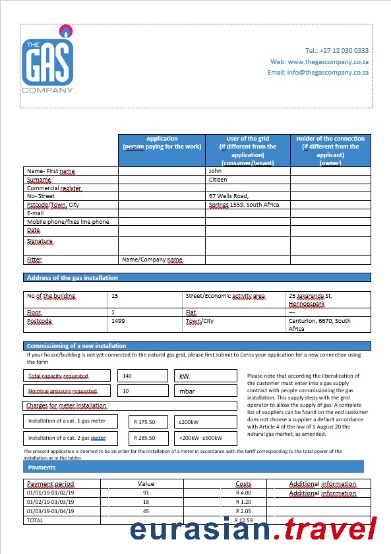 THE
GAS
COMPANY
Tel.: +27 12 030 0333
Web: www.thegascompany.co.za
Email: info@thegascompany.co.za
Application (person paying for the work)
User of the grid (if different from the applicant) (consumer/tenant)
Holder of the connection (if different from the applicant) (owner)
Name- First name John
Surname Citizen
Commercial register
No- Street 67 Wells Road,
Pstcode/Town, City Springs 1559, South Africa
E-mail
Mobile phone/fixes line phone
Date
Signature
Fitter Name/Company name
Address of the gas installation
No of the building 15 Street/Economic activity area 25 Jakaranda St, Hennopspark
Floor 1 Flat ---
Postcode 1499 Town/City Centurion, 6670, South Africa
Commissioning of a new installation
If your house/building is not yet connected to the natural gas grid, please first submit to Ceros your application for a new connection using
the form
Total capacity requested 140 kW
Nominal pressure requested 10 mbar
Charges for meter installation
Installation of a cat. 1 gas meter R 175.50 ≤200kW
Installation of a cat. 2 gas meter R 285.50 <200kW -≤600kW
Please note that according the liberalization of
the customer must enter into a gas supply
contract with people commissioning the gas
installation. This supply steps with the grid
operator to allow the supply of gas. A complete
list of suppliers can be found on the end customer
does not choose a supplier a default accordance
with Article 4 of the law of 1 August 20 the
natural gas market, as amended.
The present application is deemed to be an order for the installation of a meter in accordance with the tariff corresponding to the total power of the
installation as in the tables
Payments
Payment period Value Costs Additional information
01/01/19-01/02/19 91 R 4.00 Additional information
01/02/19-01/03/19 18 R 1.20
01/03/19-01/04/19 45 R 2.05
TOTAL R 12.59
eurasian.travel